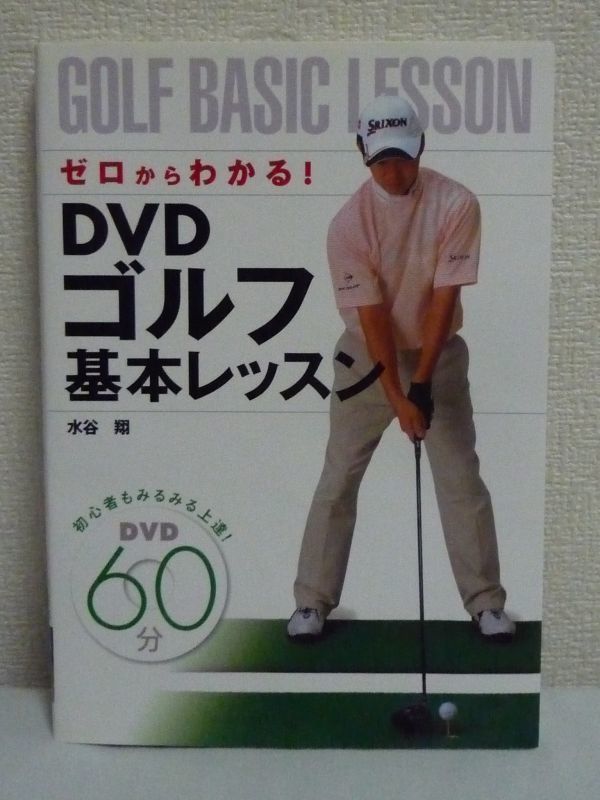 GOLF BASIC LESSON
SRIXON
ゼロからわかる!
DVD
ゴルフ
基本レッスン
水谷 翔
SRIXON
初心者もみるみる上達!
DVD
60
分